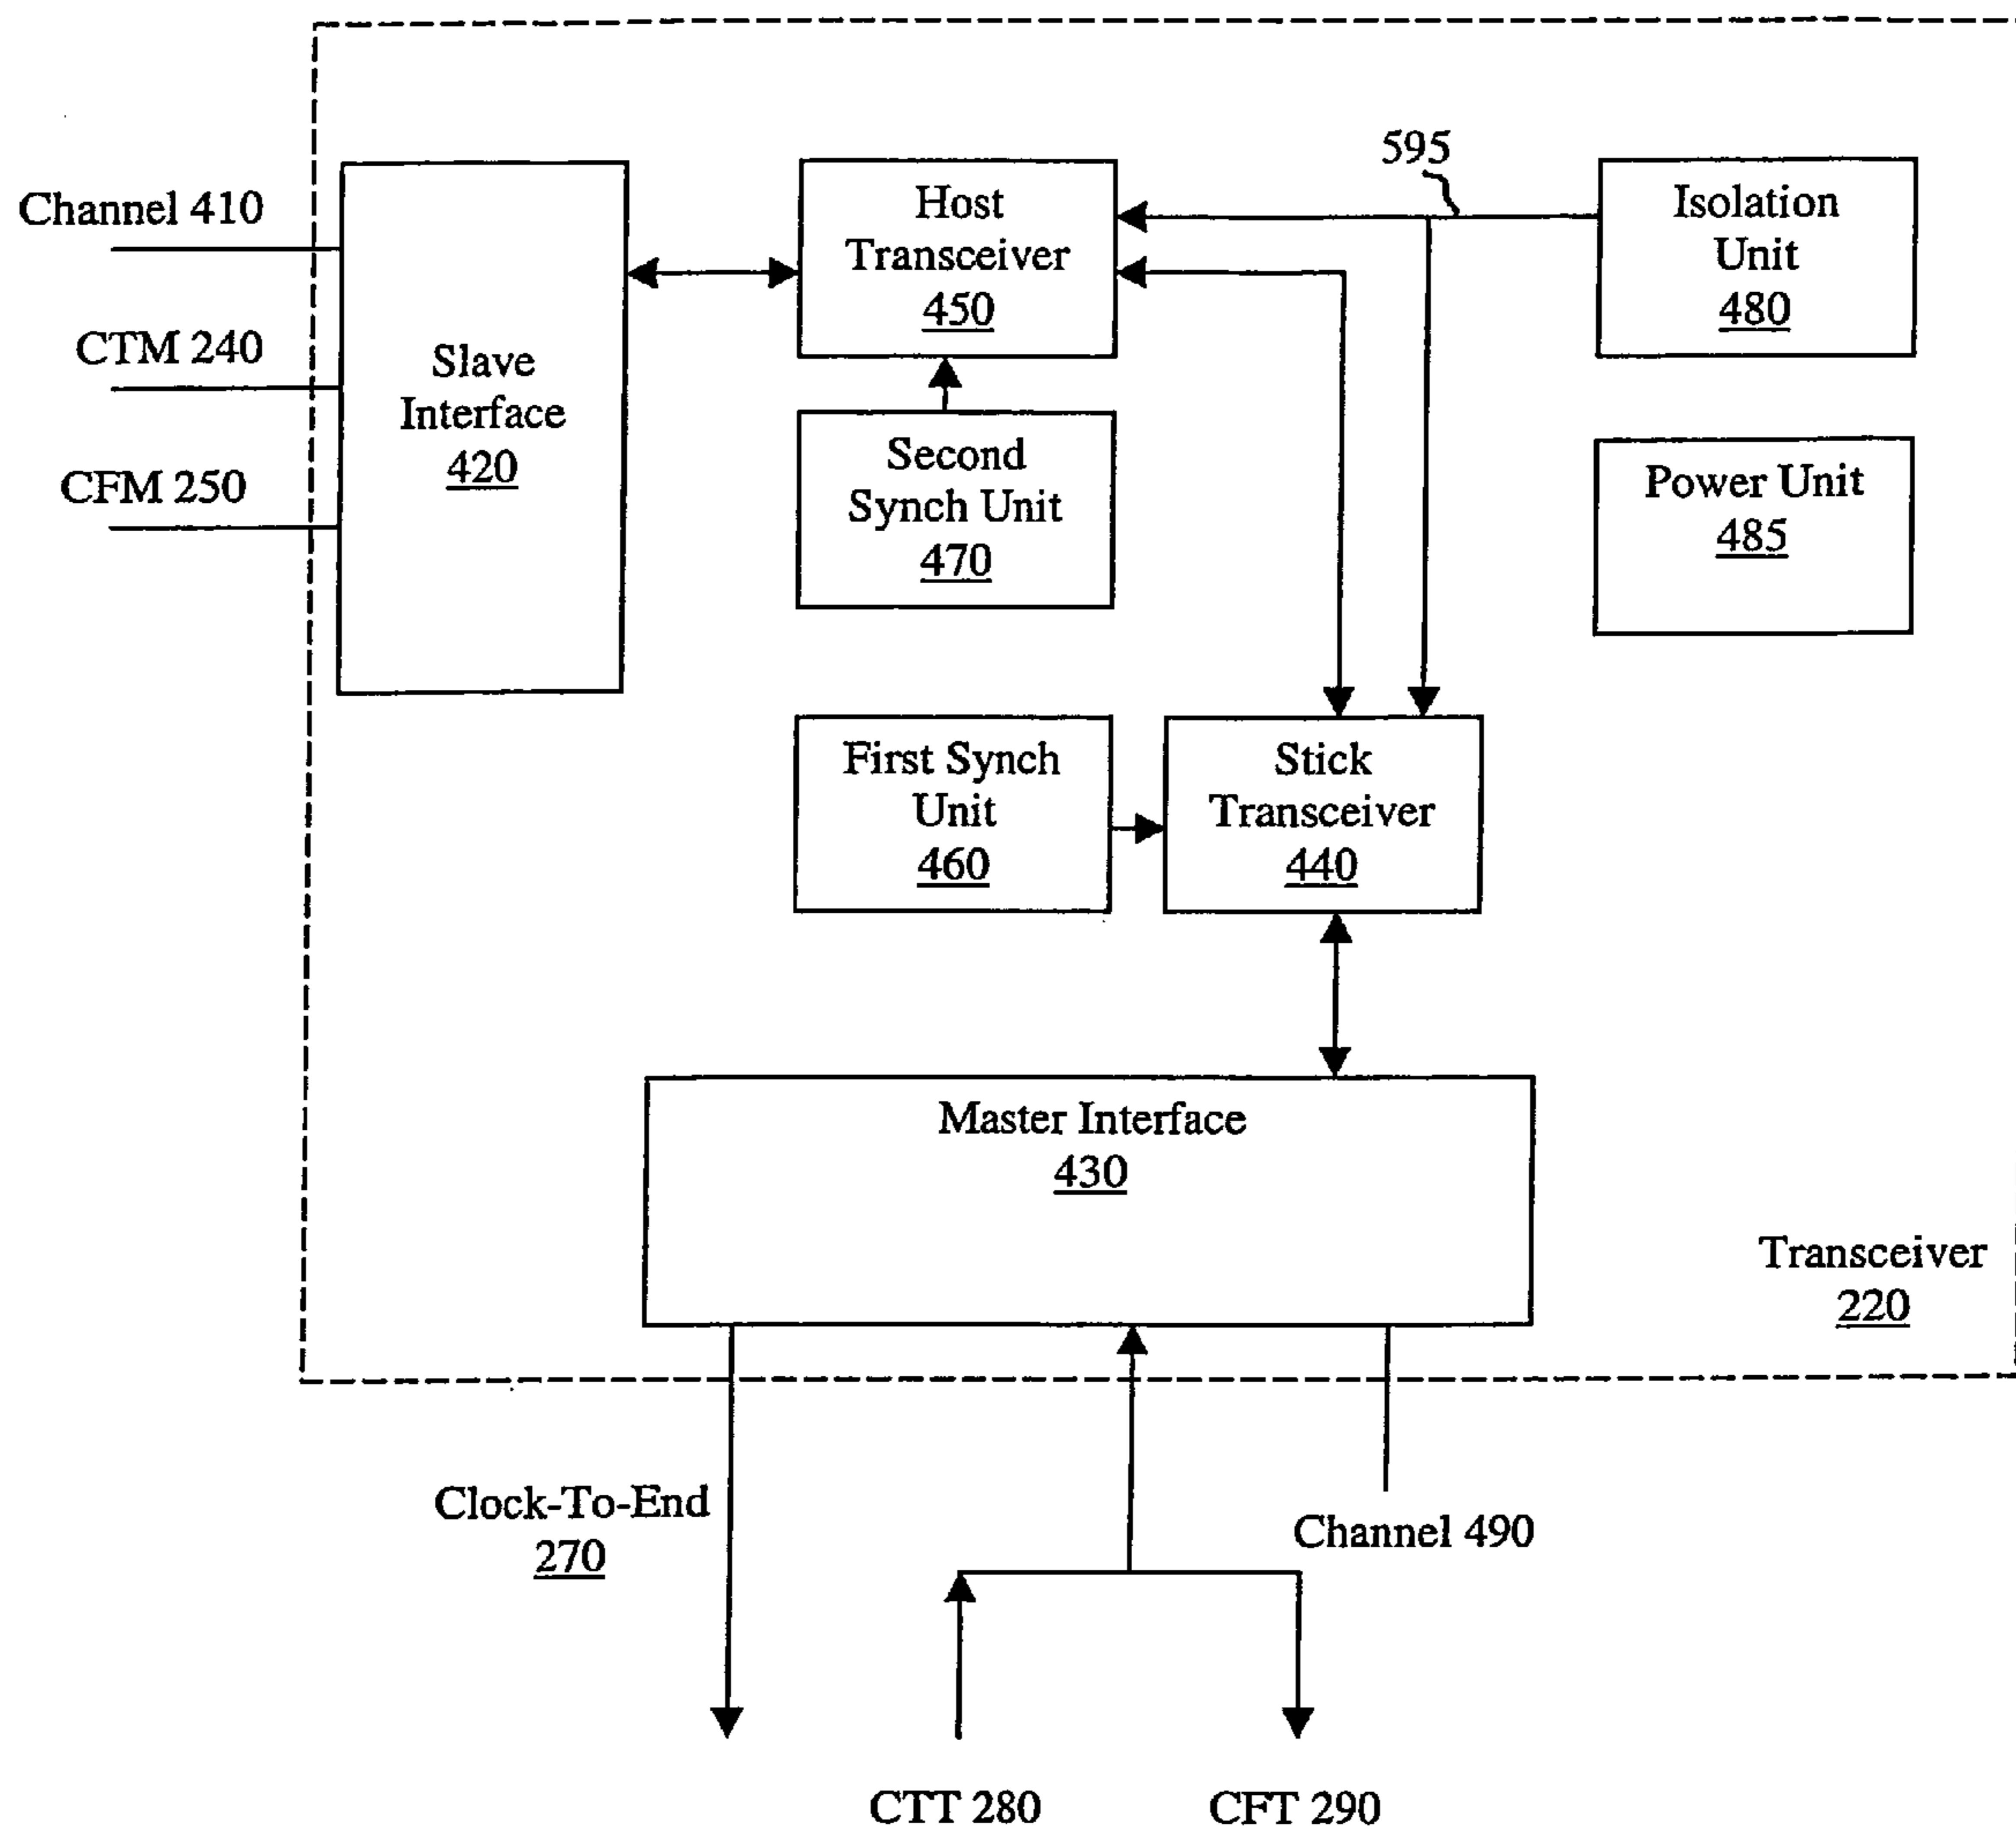 595
Channel 410
CTM 240
CFM 250
Slave
Interface
420
Host
Transceiver
450
Isolation
Unit
480
Second
Synch Unit
470
Power Unit
485
First Synch
Unit
460
Stick
Transceiver
440
Master Interface
430
Transceiver
220
Clock-To-End
270
Channel 490
CTT 280
CFT 290